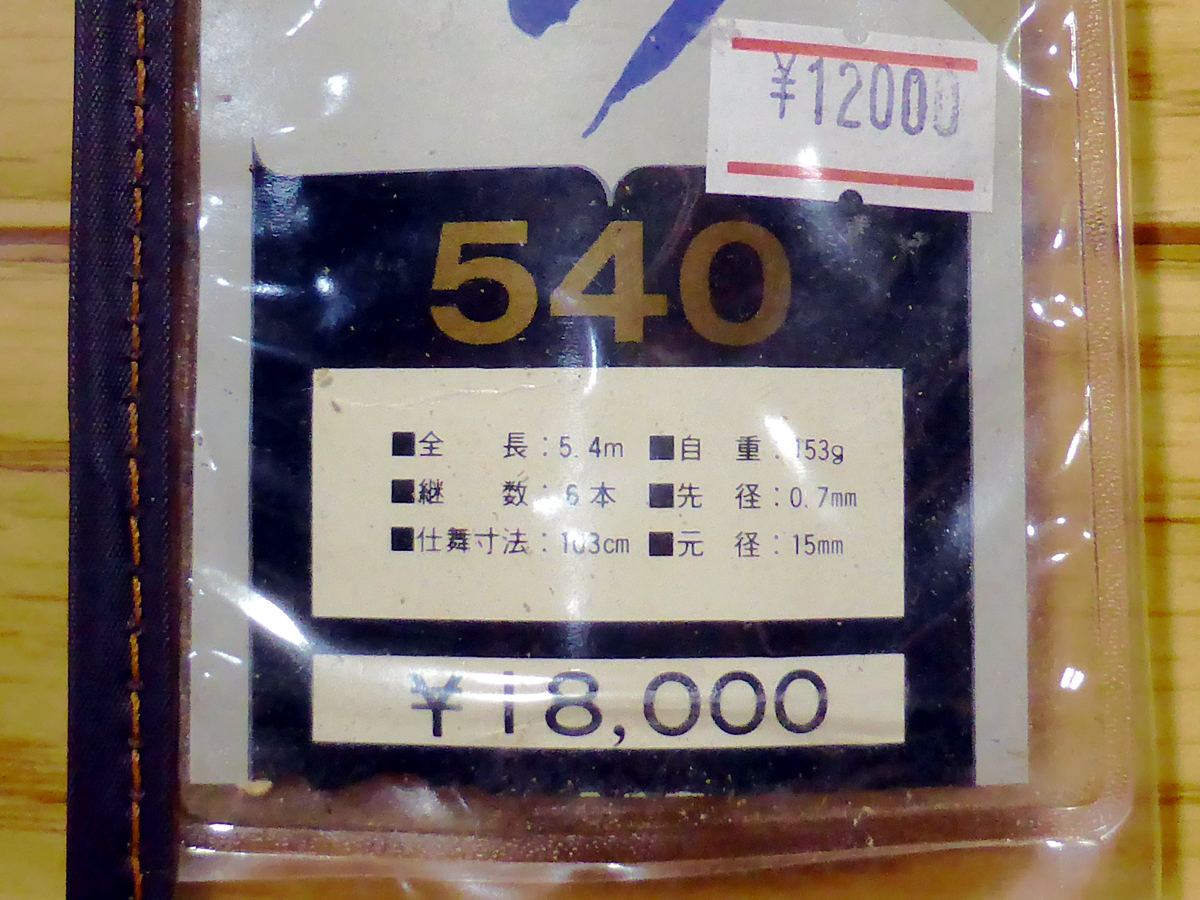 ¥12000
540
■全長：5.4m ■自重：153g
■継数：6本 ■先径：0.7mm
■仕舞寸法：103cm ■元径：15mm
¥18,000